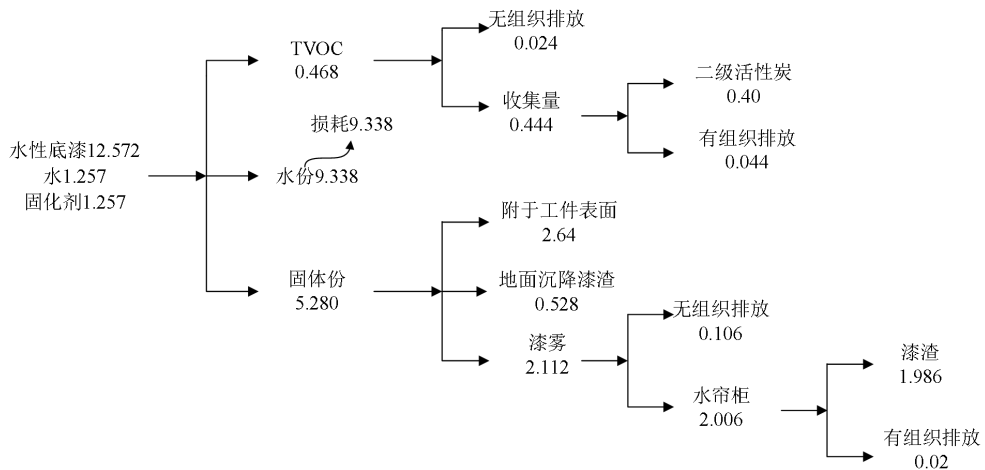 无组织排放
0.024
TVOC
0.468
二级活性炭
0.40
收集量
0.444
损耗9.338
有组织排放
0.044
水性底漆12.572
水1.257
固化剂1.257
水份9.338
附于工件表面
2.64
固体份
5.280
地面沉降漆渣
0.528
无组织排放
0.106
漆雾
2.112
漆渣
1.986
水帘柜
2.006
有组织排放
0.02